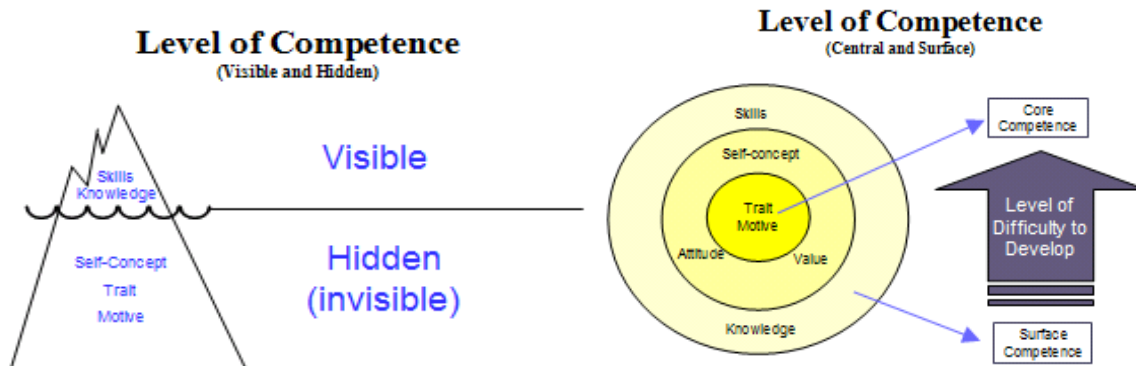 Level of Competence
(Visible and Hidden)
Skills
Knowledge
Visible
Self-Concept
Trait
Motive
Hidden
(invisible)
Level of Competence
(Central and Surface)
Skills
Self-concept
Trait
Motive
Attitude
Value
Knowledge
Core
Competence
Level of
Difficulty to
Develop
Surface
Competence